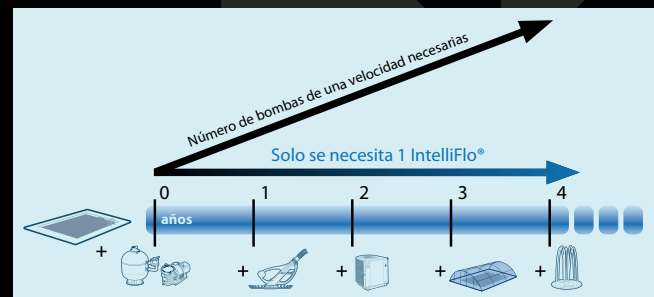 Número de bombas de una velocidad necesarias
Solo se necesita 1 IntelliFlo®
0 1 2 3 4
años
+ + + + +